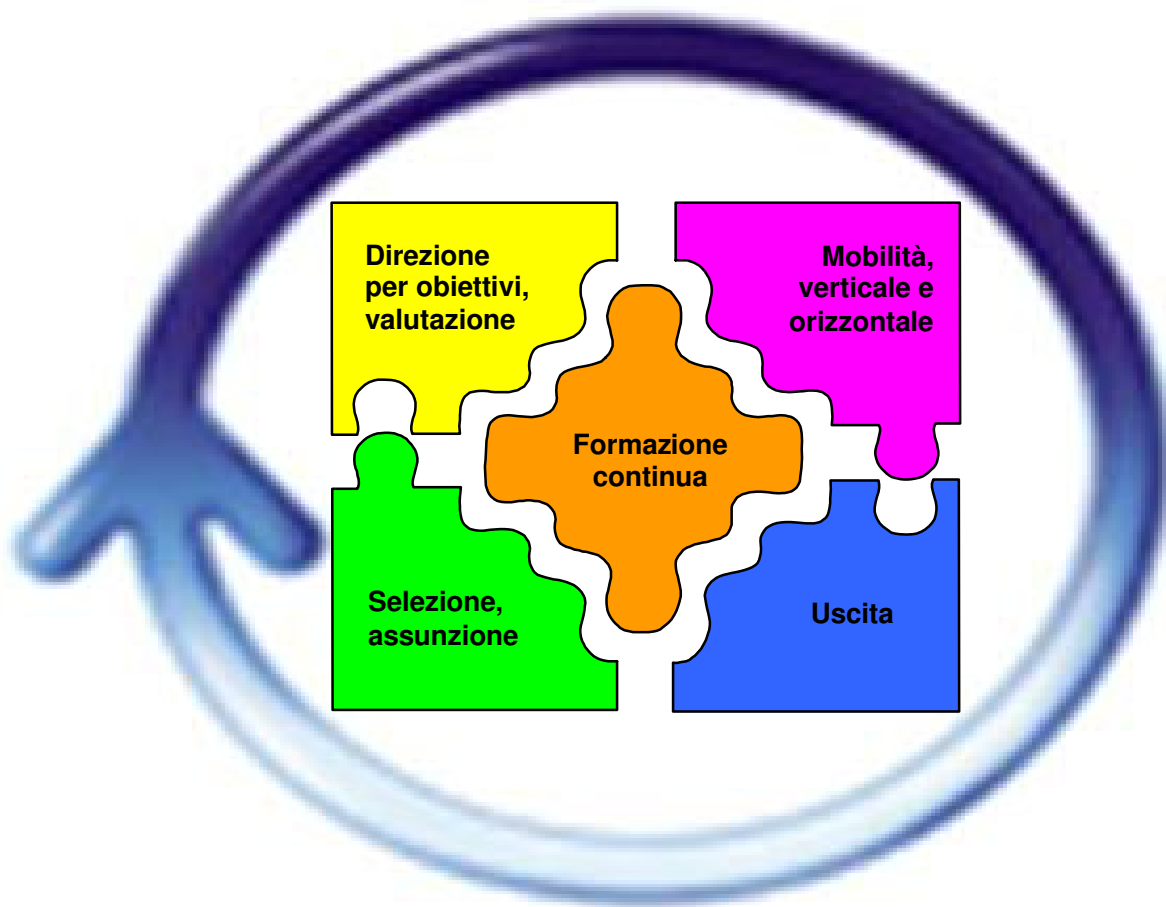 Direzione
per obiettivi,
valutazione
Mobilità,
verticale e
orizzontale
Formazione
continua
Selezione,
assunzione
Uscita